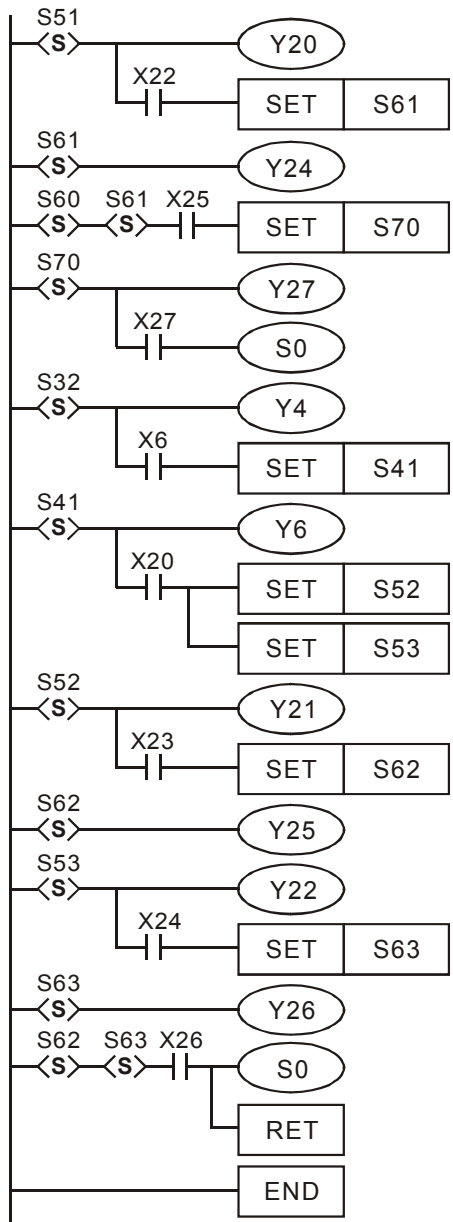 S51
S Y20
X22
SET S61
S61
S Y24
S60 S61 X25
S S SET S70
S70
S Y27
X27
S0
S32
S Y4
X6
SET S41
S41
S Y6
X20
SET S52
SET S53
S52
S Y21
X23
SET S62
S62
S Y25
S53
S Y22
X24
SET S63
S63
S Y26
S62 S63 X26
S S S0
RET
END